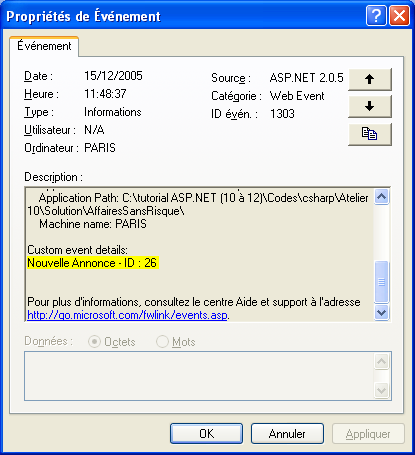 Propriétés de Événement
Événement
Date : 15/12/2005 Source : ASP.NET 2.0.5
Heure : 11:48:37 Catégorie : Web Event
Type : Informations ID évén. : 1303
Utilisateur : N/A
Ordinateur : PARIS
Description :
Application Path: C:\tutorial ASP.NET (10 à 12)\Codes\csharp\Atelier
10\Solution\AffairesSansRisque\
Machine name: PARIS
Custom event details:
Nouvelle Annonce - ID : 26
Pour plus d'informations, consultez le centre Aide et support à l'adresse
http://go.microsoft.com/fwlink/events.asp.
Données : Octets Mots
OK Annuler Appliquer